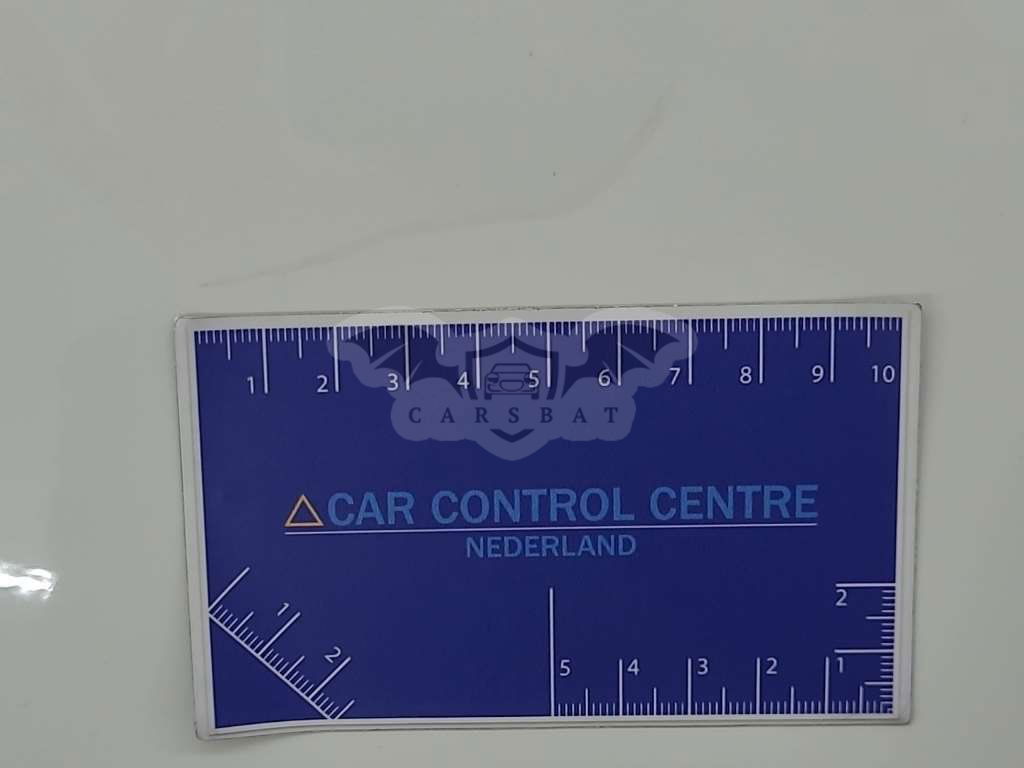 1 2 3 4 5 6 7 8 9 10
CARSBAT
CAR CONTROL CENTRE
NEDERLAND
1 2
5 4 3 2 1
2